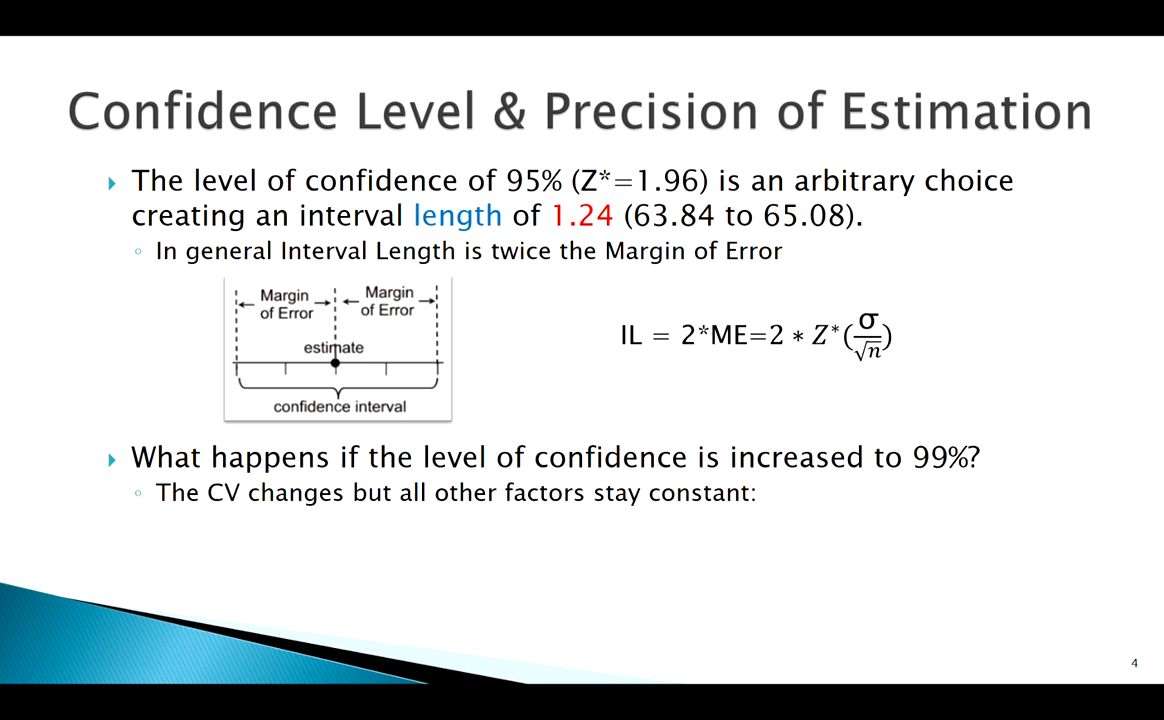 Confidence Level & Precision of Estimation
The level of confidence of 95% (Z*=1.96) is an arbitrary choice
creating an interval length of 1.24 (63.84 to 65.08).
In general Interval Length is twice the Margin of Error
Margin of Error
Margin of Error
estimate
confidence interval
IL = 2*ME=2 * Z*(σ/√n)
What happens if the level of confidence is increased to 99%?
The CV changes but all other factors stay constant:
4